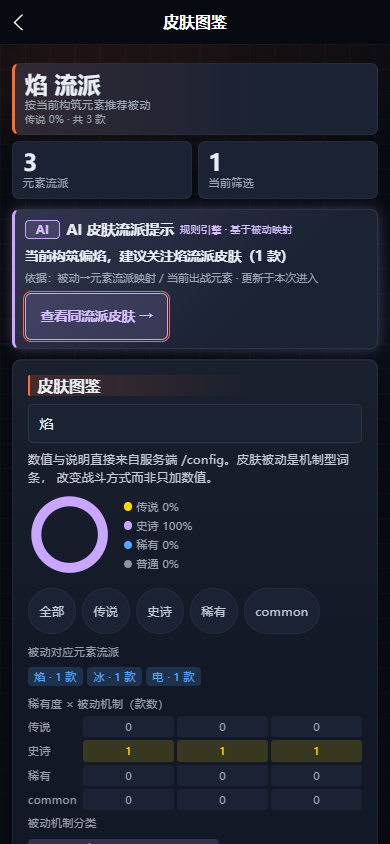 皮肤图鉴
焰 流派
按当前构筑元素推荐被动
传说 0% · 共 3 款
3
元素流派
1
当前筛选
AI AI 皮肤流派提示 规则引擎 · 基于被动映射
当前构筑偏焰，建议关注焰流派皮肤（1 款）
依据：被动→元素流派映射 / 当前出战元素 · 更新于本次进入
查看同流派皮肤 →
皮肤图鉴
焰
数值与说明直接来自服务端 /config。皮肤被动是机制型词
条， 改变战斗方式而非只加数值。
传说 0%
史诗 100%
稀有 0%
普通 0%
全部 传说 史诗 稀有 common
被动对应元素流派
焰 · 1 款 冰 · 1 款 电 · 1 款
稀有度 × 被动机制（款数）
传说 0 0 0
史诗 1 1 1
稀有 0 0 0
common 0 0 0
被动机制分类